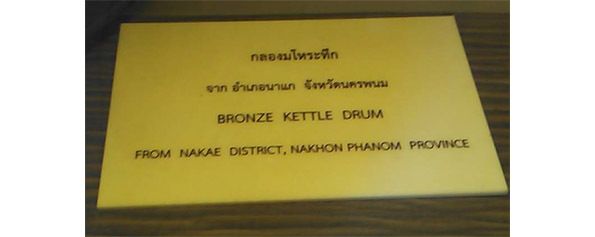 กลองมโหระทึก
จาก อำเภอนาแก จังหวัดนครพนม
BRONZE KETTLE DRUM
FROM NAKAE DISTRICT, NAKHON PHANOM PROVINCE